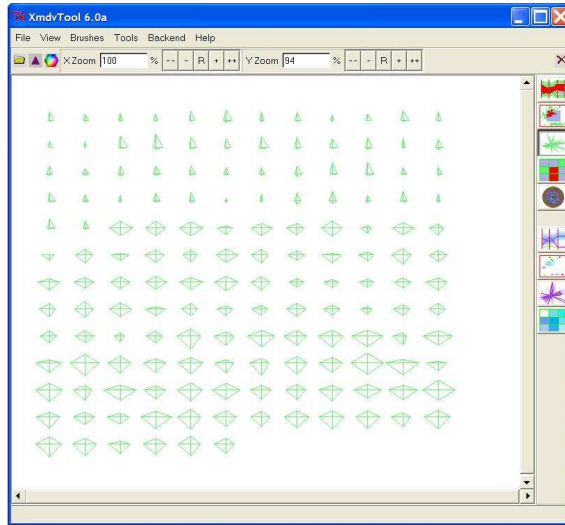 XmdvTool 6.0a
File View Brushes Tools Backend Help
X Zoom 100 % -- - R + ++ Y Zoom 94 % -- - R + ++